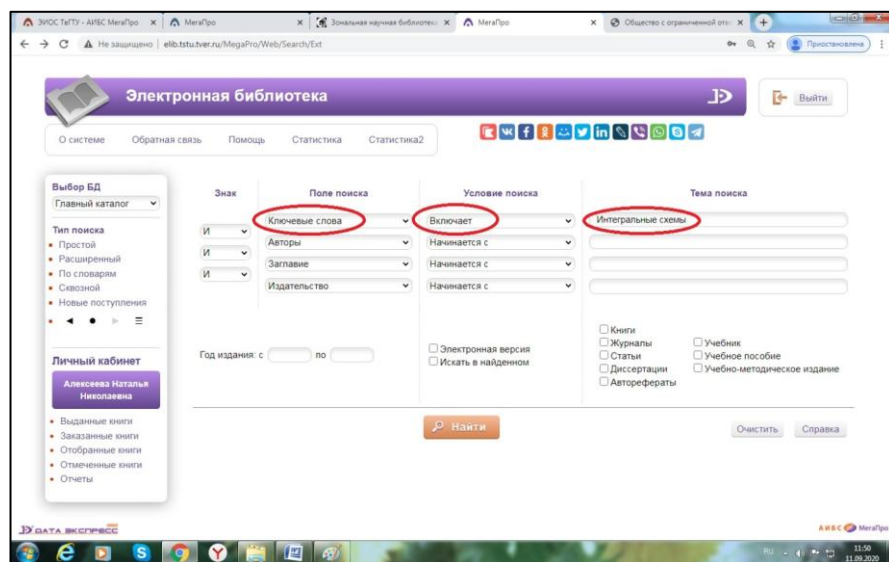 ЭИОС ТвГТУ - АИБС МегаПро
МегаПро
Зональная научная библиотека
МегаПро
Общество с ограниченной отв
Не защищено | elib.tstu.tver.ru/MegaPro/Web/Search/Ext
Приостановлена
Электронная библиотека
Выйти
О системе Обратная связь Помощь Статистика Статистика2
Выбор БД
Главный каталог
Тип поиска
Простой
Расширенный
По словарям
Сквозной
Новые поступления
Личный кабинет
Алексеева Наталья
Николаевна
Выданные книги
Заказанные книги
Отобранные книги
Отмеченные книги
Отчеты
Знак Поле поиска Условие поиска Тема поиска
Ключевые слова Включает Интегральные схемы
И Авторы Начинается с
И Заглавие Начинается с
И Издательство Начинается с
Год издания: с по
Электронная версия
Искать в найденном
Книги
Журналы Учебник
Статьи Учебное пособие
Диссертации Учебно-методическое издание
Авторефераты
Найти
Очистить Справка
ДАТА ЭКСПРЕСС
АИБС МегаПро
RU 11:50
11.09.2020